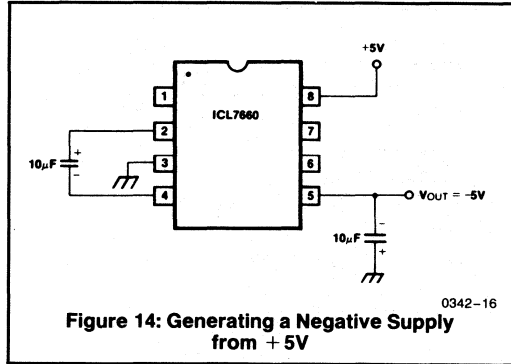 +5V
ICL7660
1
2
3
4
8
7
6
5
10µF
+
−
VOUT = −5V
10µF
−
+
0342–16
Figure 14: Generating a Negative Supply
from + 5V